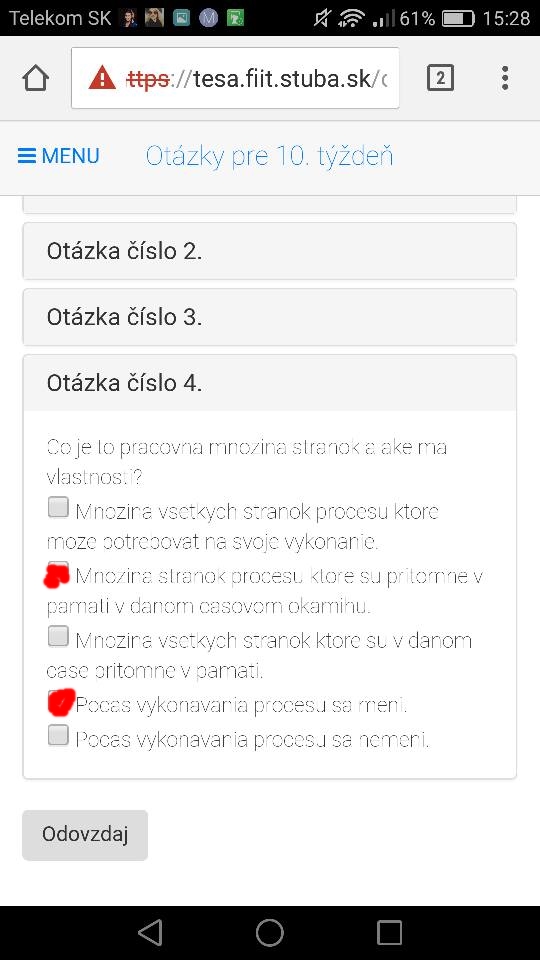 Telekom SK 61% 15:28
ttps://tesa.fiit.stuba.sk/c 2
MENU Otázky pre 10. týždeň
Otázka číslo 2.
Otázka číslo 3.
Otázka číslo 4.
Co je to pracovna mnozina stranok a ake ma
vlastnosti?
Mnozina vsetkych stranok procesu ktore
moze potrebovat na svoje vykonanie.
Mnozina stranok procesu ktore su pritomne v
pamati v danom casovom okamihu.
Mnozina vsetkych stranok ktore su v danom
case pritomne v pamati.
Pocas vykonavania procesu sa meni.
Pocas vykonavania procesu sa nemeni.
Odovzdaj